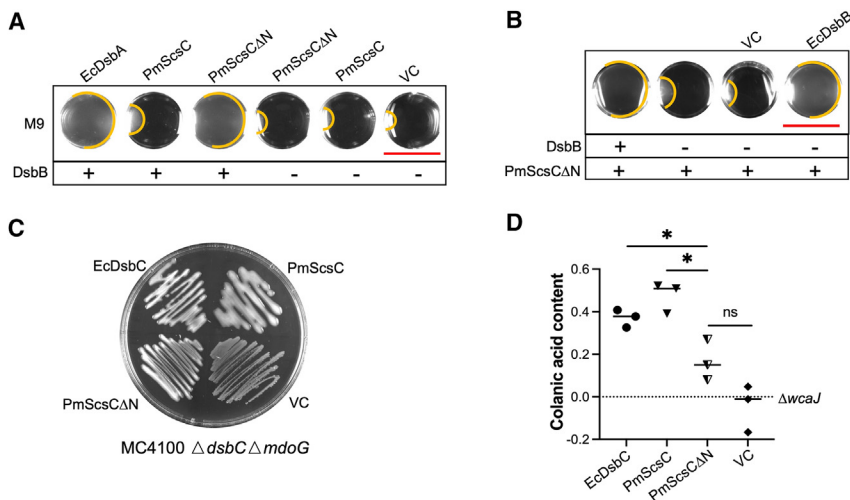 A
EcDsbA
PmScsC
PmScsCΔN
PmScsCΔN
PmScsC
VC
M9
DsbB + + + - - -
B
VC
EcDsbB
DsbB + - - -
PmScsCΔN + + + +
C
EcDsbC
PmScsC
PmScsCΔN
VC
MC4100 ΔdsbCΔmdoG
D
*
*
ns
Colanic acid content
0.6
0.4
0.2
0.0
-0.2
ΔwcaJ
EcDsbC
PmScsC
PmScsCΔN
VC